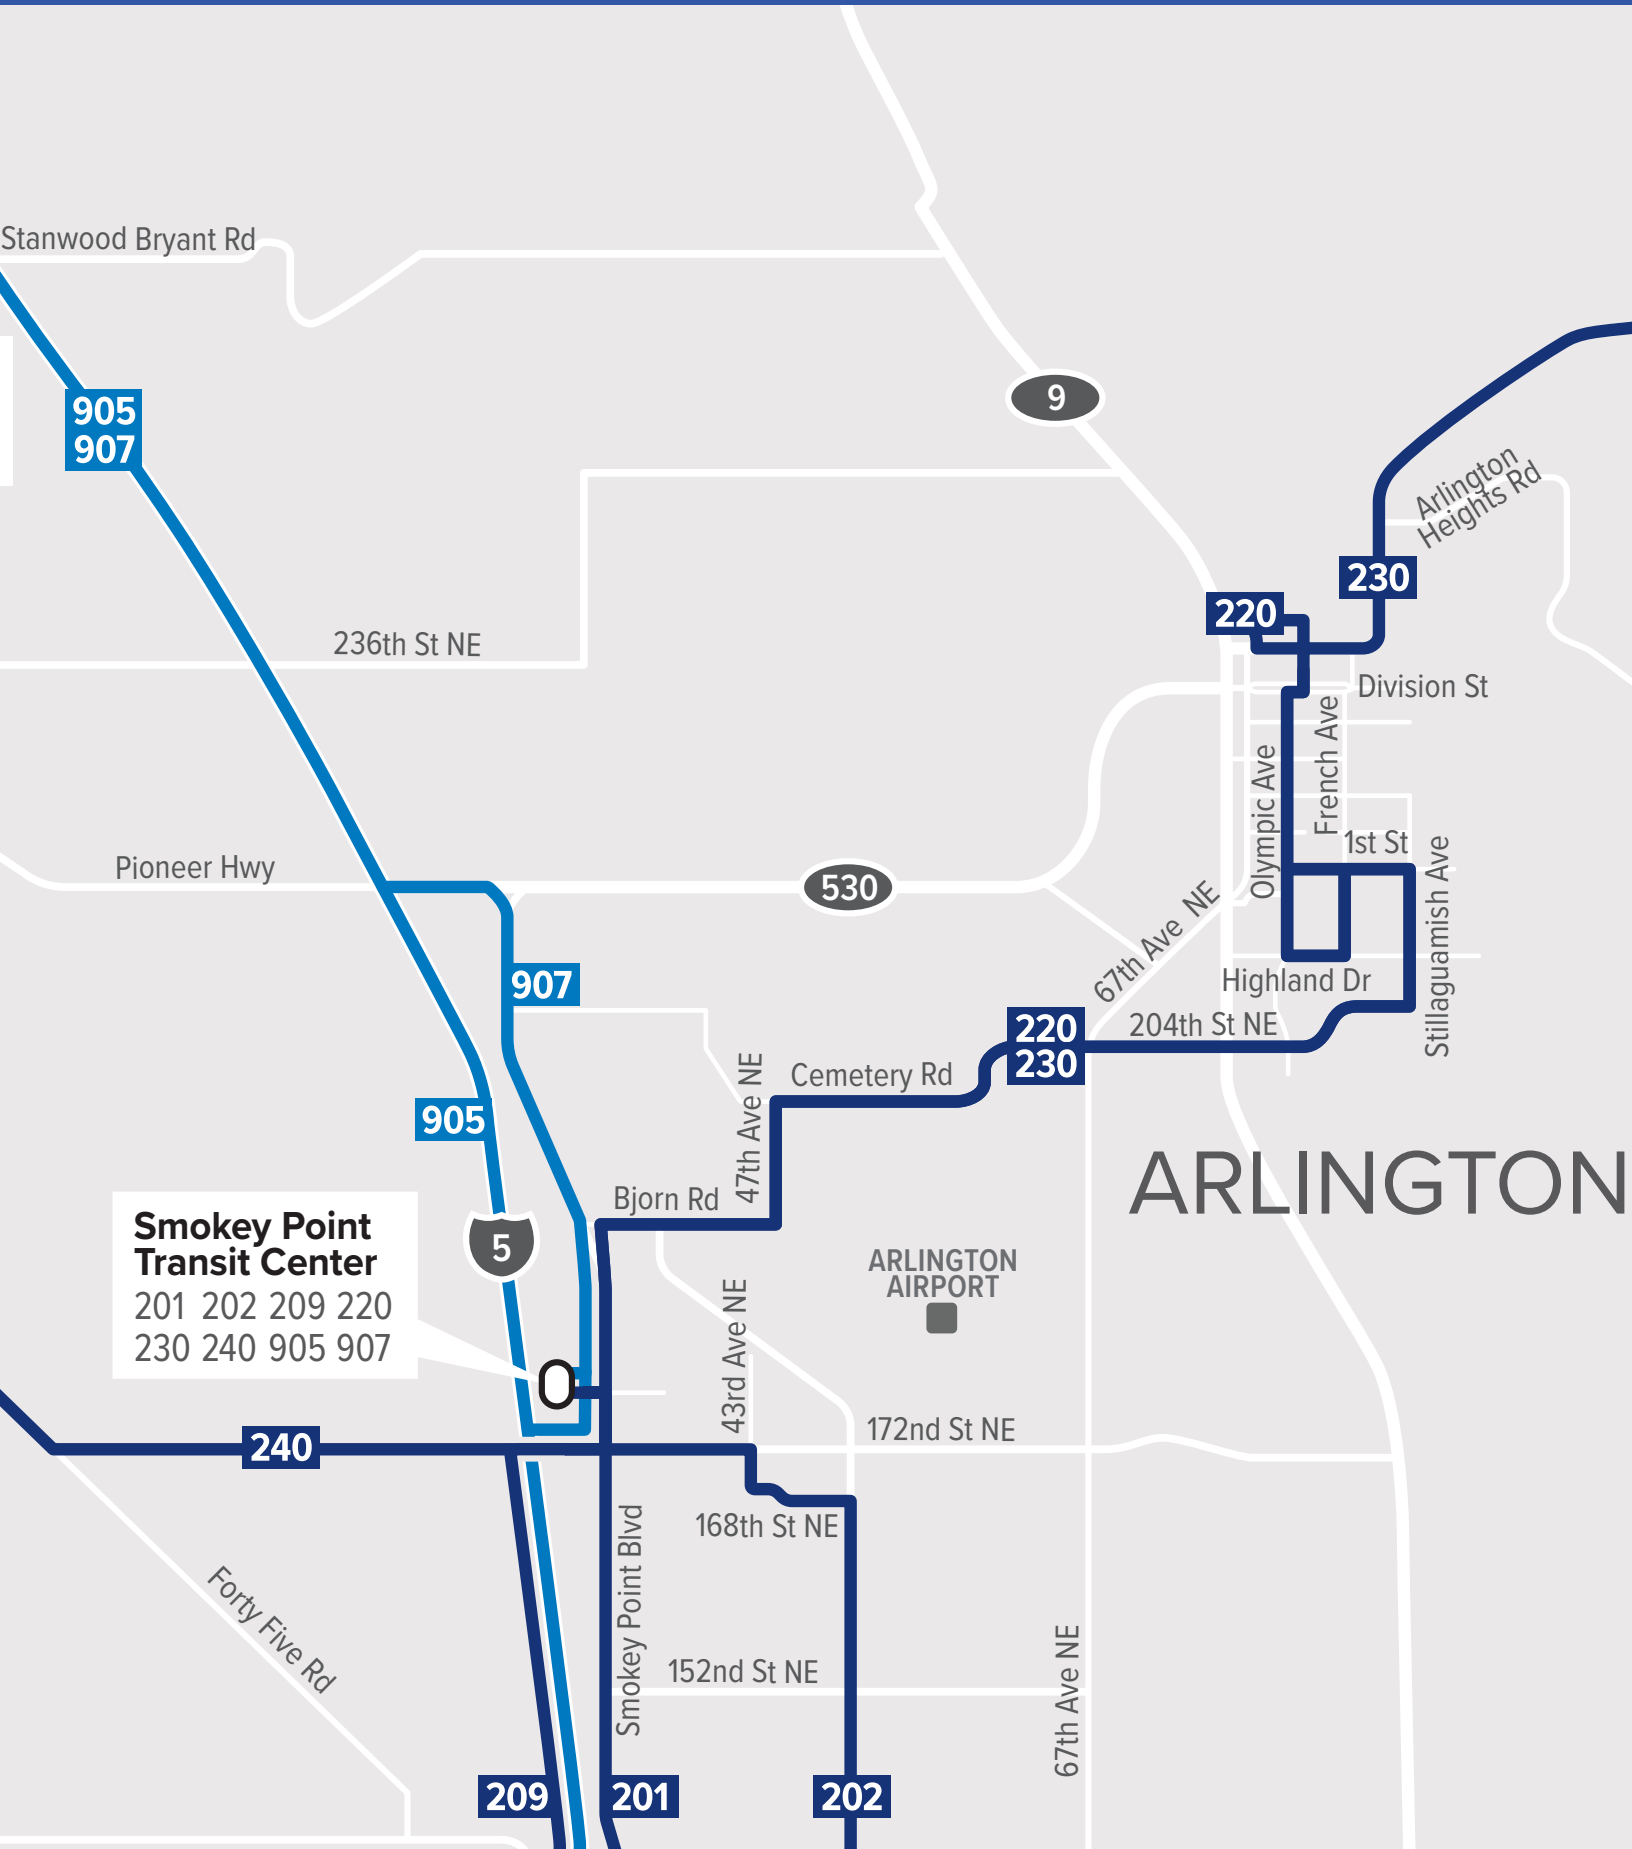 Stanwood Bryant Rd
905
907
9
Arlington
Heights Rd
230
220
236th St NE
Division St
French Ave
Olympic Ave
1st St
Pioneer Hwy
530
Stillaguamish Ave
67th Ave NE
907
Highland Dr
220
230
204th St NE
47th Ave NE
Cemetery Rd
905
ARLINGTON
Bjorn Rd
Smokey Point
Transit Center
201 202 209 220
230 240 905 907
5
ARLINGTON
AIRPORT
43rd Ave NE
240
172nd St NE
168th St NE
Smokey Point Blvd
Forty Five Rd
152nd St NE
67th Ave NE
209
201
202